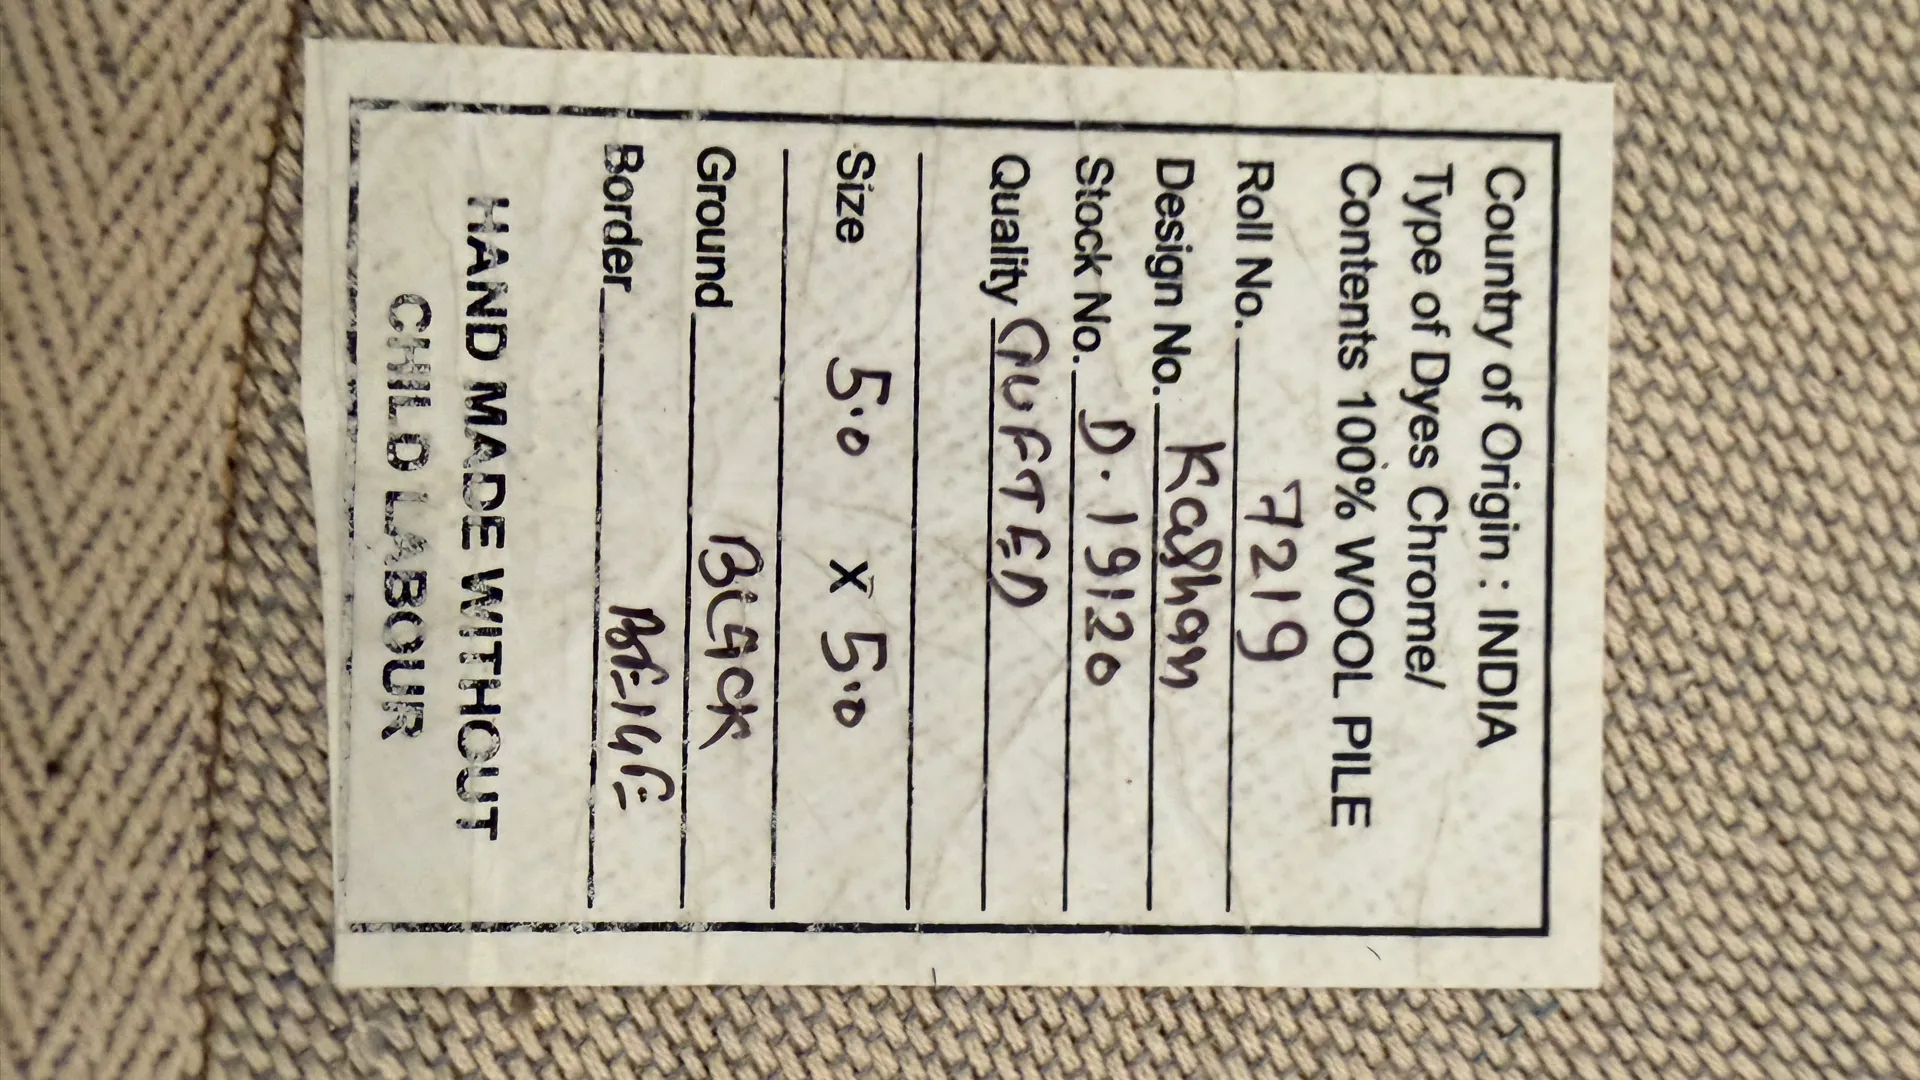 Country of Origin : INDIA
Type of Dyes Chrome/
Contents 100% WOOL PILE
Roll No. 7219
Design No. Kashan
Stock No. D.19120
Quality TUFTED
Size 5.0 X 5.0
Ground BLACK
Border BEIGE
HAND MADE WITHOUT
CHILD LABOUR